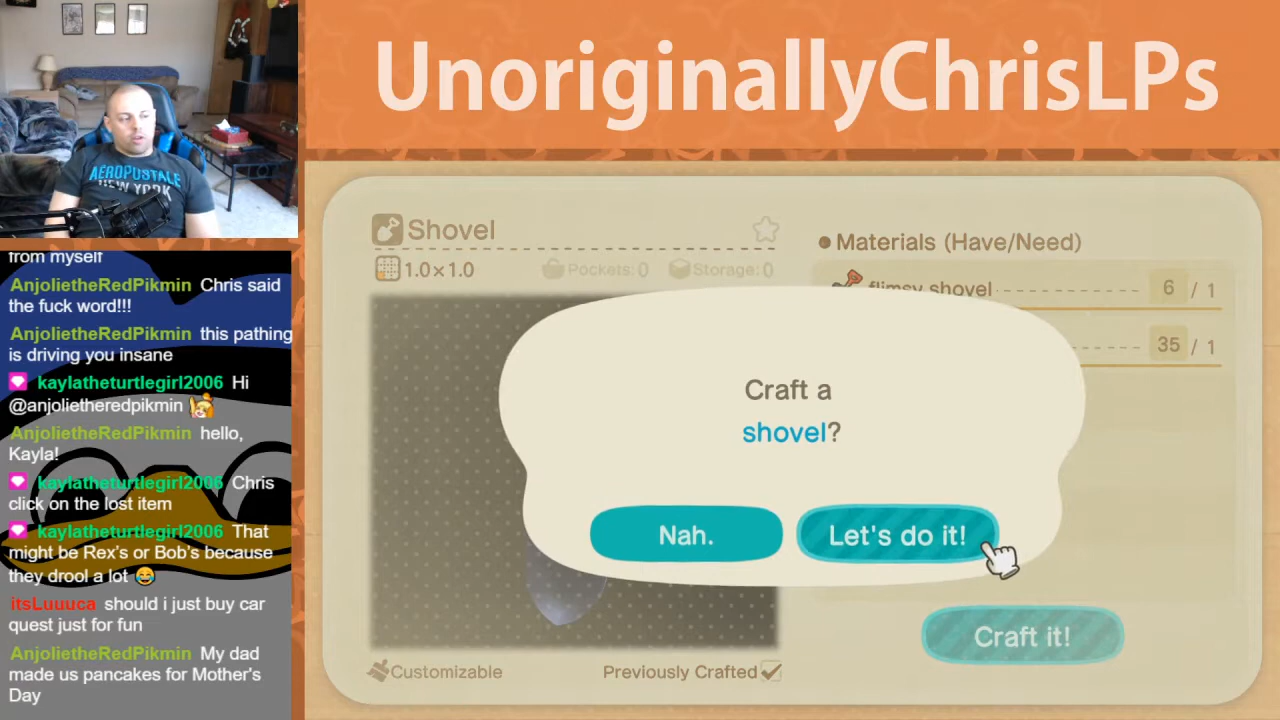 UnoriginallyChrisLPs
AÉROPOSTALE
NEW YORK
from myself
AnjolietheRedPikmin Chris said
the fuck word!!!
AnjolietheRedPikmin this pathing
is driving you insane
kaylatheturtlegirl2006 Hi
@anjolietheredpikmin
AnjolietheRedPikmin hello,
Kayla!
kaylatheturtlegirl2006 Chris
click on the lost item
kaylatheturtlegirl2006 That
might be Rex's or Bob's because
they drool a lot 😂
itsLuuuca should i just buy car
quest just for fun
AnjolietheRedPikmin My dad
made us pancakes for Mother's
Day
Shovel
1.0×1.0 Pockets: 0 Storage: 0
Materials (Have/Need)
flimsy shovel 6 / 1
35 / 1
Craft a
shovel?
Nah. Let's do it!
Craft it!
Customizable Previously Crafted